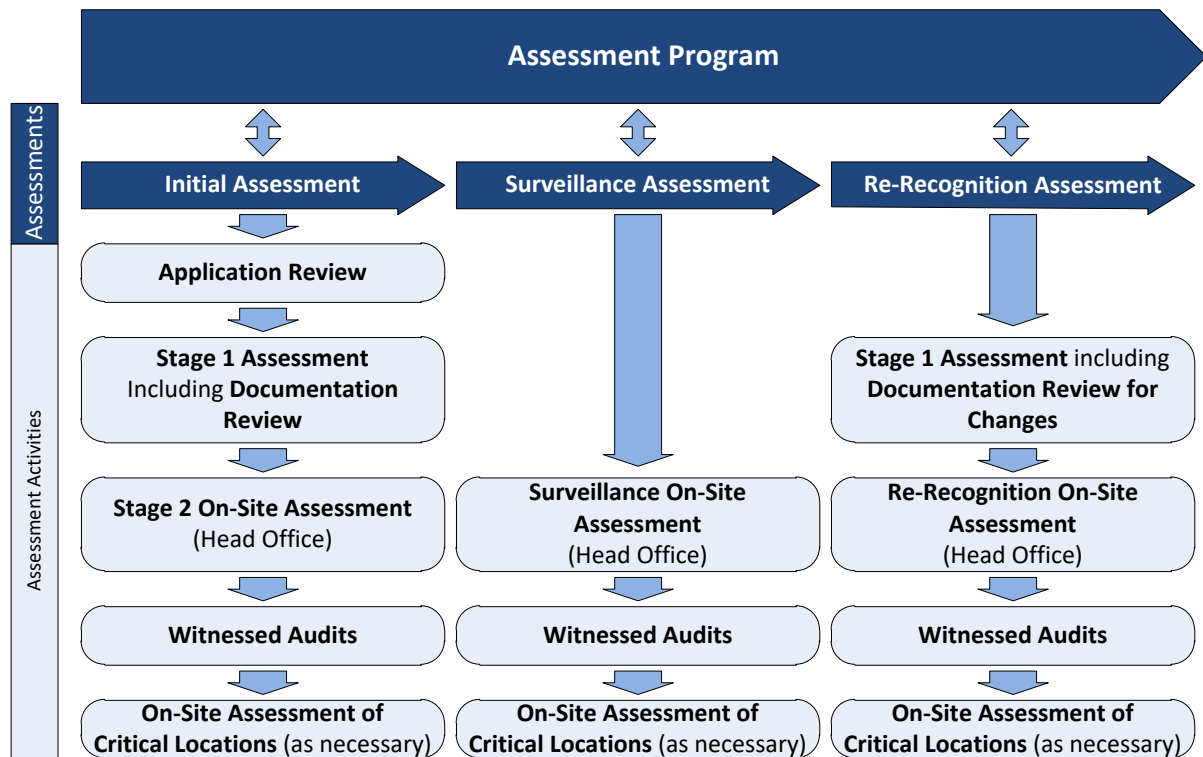 Assessment Program
Assessments
Initial Assessment
Surveillance Assessment
Re-Recognition Assessment
Assessment Activities
Application Review
Stage 1 Assessment
Including Documentation
Review
Stage 1 Assessment including
Documentation Review for
Changes
Stage 2 On-Site Assessment
(Head Office)
Surveillance On-Site
Assessment
(Head Office)
Re-Recognition On-Site
Assessment
(Head Office)
Witnessed Audits
Witnessed Audits
Witnessed Audits
On-Site Assessment of
Critical Locations (as necessary)
On-Site Assessment of
Critical Locations (as necessary)
On-Site Assessment of
Critical Locations (as necessary)